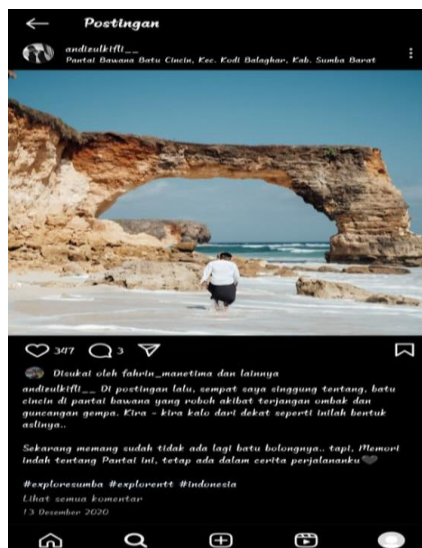 Postingan
andizulkifli__
Pantai Bawana Batu Cincin, Kec. Kodi Balaghar, Kab. Sumba Barat
347 3
Disukai oleh fahrin_manetima dan lainnya
andizulkifli__ Di postingan lalu, sempat saya singgung tentang, batu
cincin di pantai bawana yang roboh akibat terjangan ombak dan
guncangan gempa. Kira - kira kalo dari dekat seperti inilah bentuk
aslinya..
Sekarang memang sudah tidak ada lagi batu bolongnya.. tapi, Memori
indah tentang Pantai ini, tetap ada dalam cerita perjalananku🖤
#exploresumba #explorentt #indonesia
Lihat semua komentar
13 Desember 2020